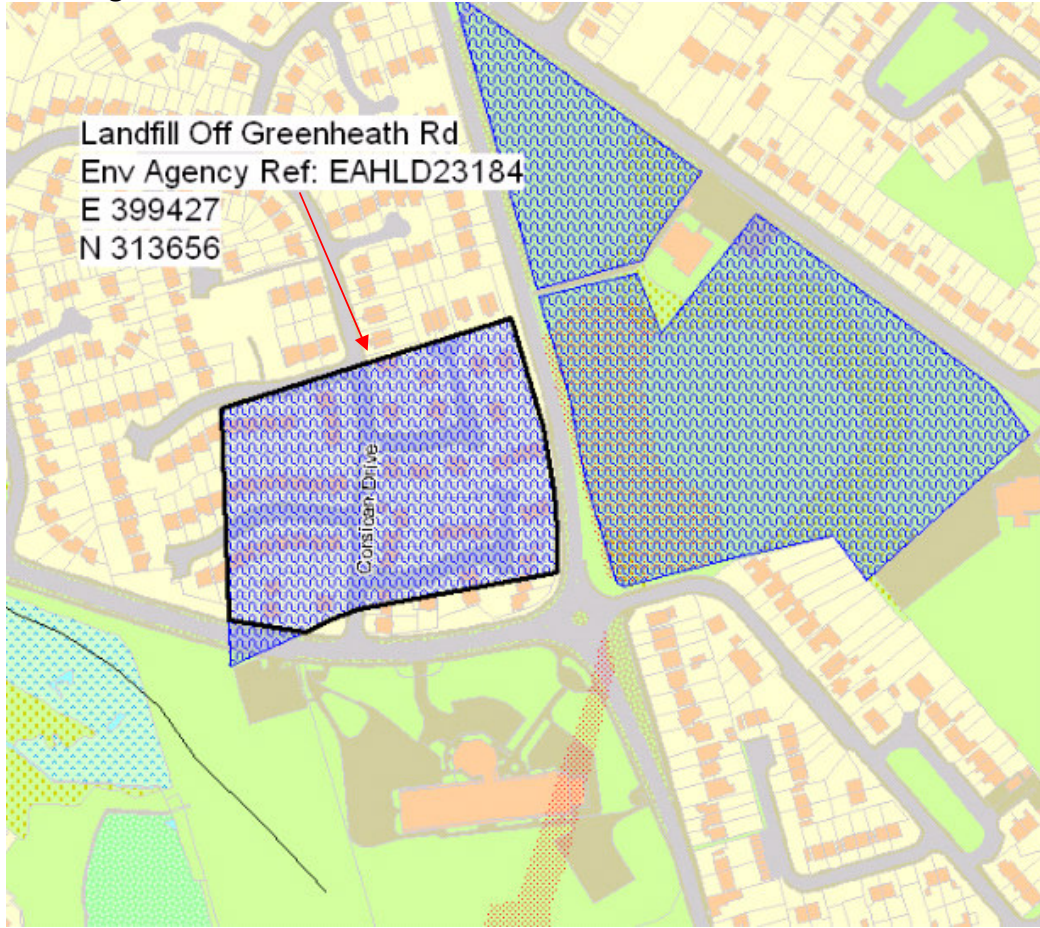 Landfill Off Greenheath Rd
Env Agency Ref: EAHLD23184
E 399427
N 313656
Corsican Drive